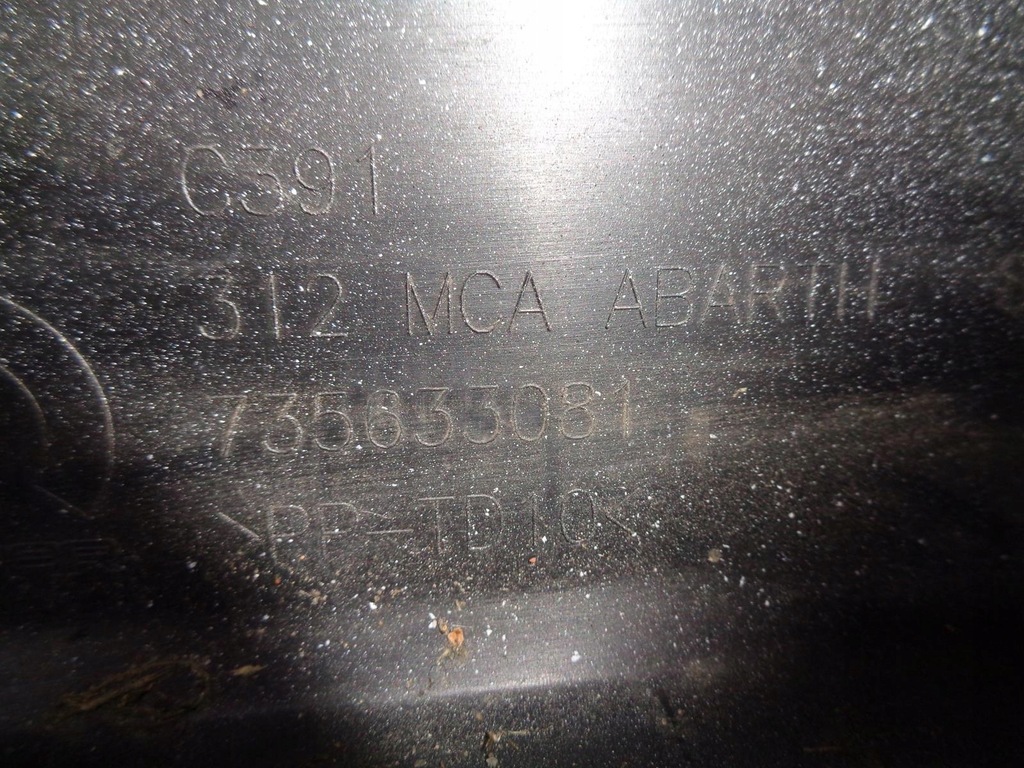 C391
312 MCA ABARTH
735633081
>PP-TD10<